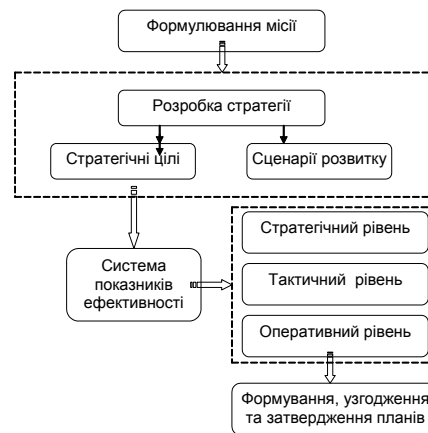 Формулювання місії
Розробка стратегії
Стратегічні цілі
Сценарії розвитку
Стратегічний рівень
Система
показників
ефективності
Тактичний рівень
Оперативний рівень
Формування, узгодження
та затвердження планів